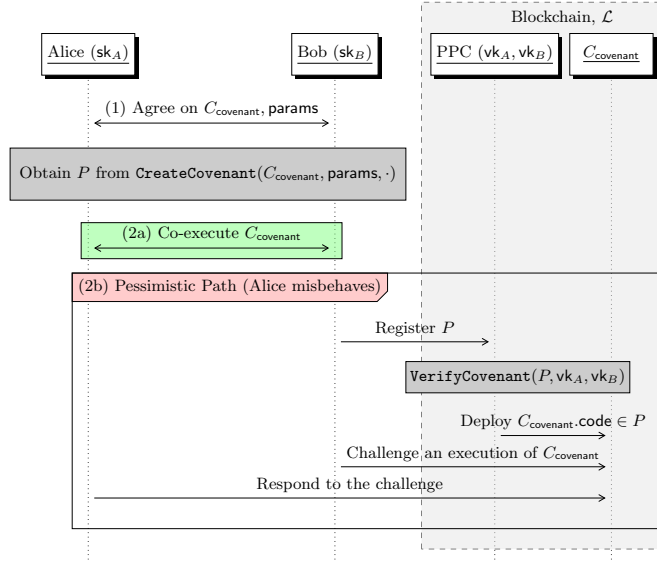 Blockchain, ℒ
Alice (sk_A)
Bob (sk_B)
PPC (vk_A, vk_B)
C_covenant
(1) Agree on C_covenant, params
Obtain P from CreateCovenant(C_covenant, params, ·)
(2a) Co-execute C_covenant
(2b) Pessimistic Path (Alice misbehaves)
Register P
VerifyCovenant(P, vk_A, vk_B)
Deploy C_covenant.code ∈ P
Challenge an execution of C_covenant
Respond to the challenge